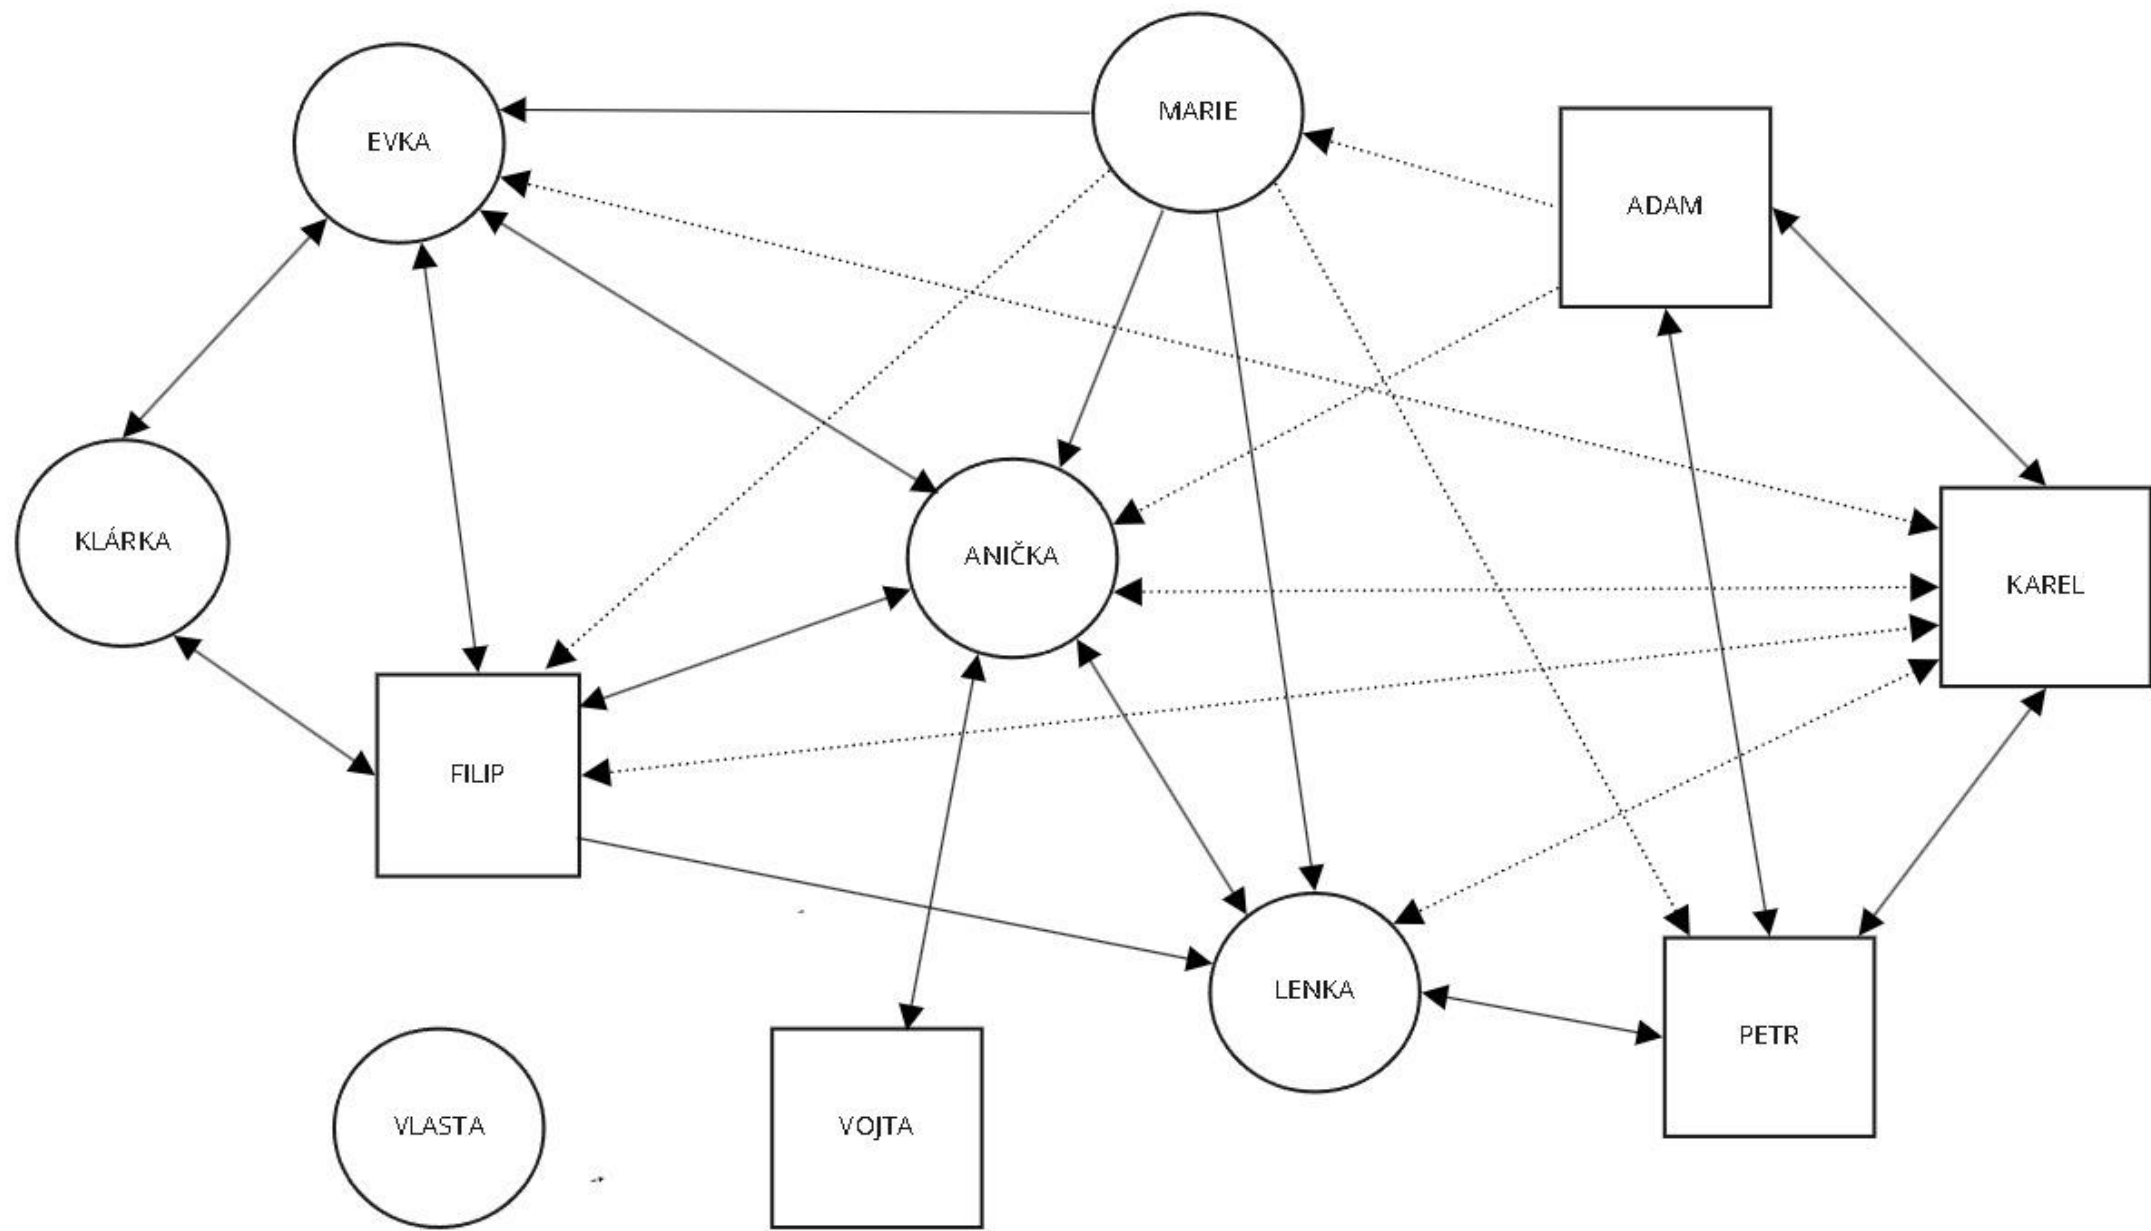 MARIE
EVKA
ADAM
KLÁRKA
ANIČKA
KAREL
FILIP
LENKA
PETR
VLASTA
VOJTA